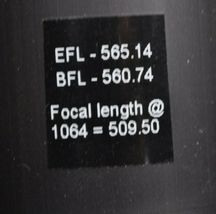 EFL - 565.14
BFL - 560.74
Focal length @
1064 = 509.50